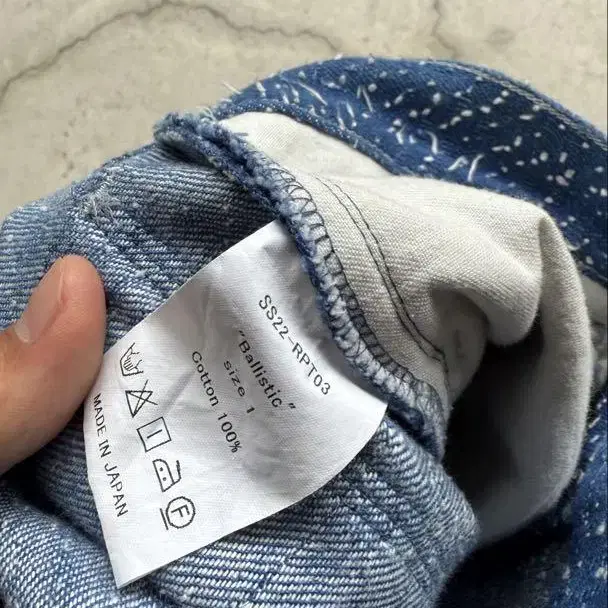 SS22-RPT03
"Ballistic"
size 1
Cotton 100%
F
MADE IN JAPAN